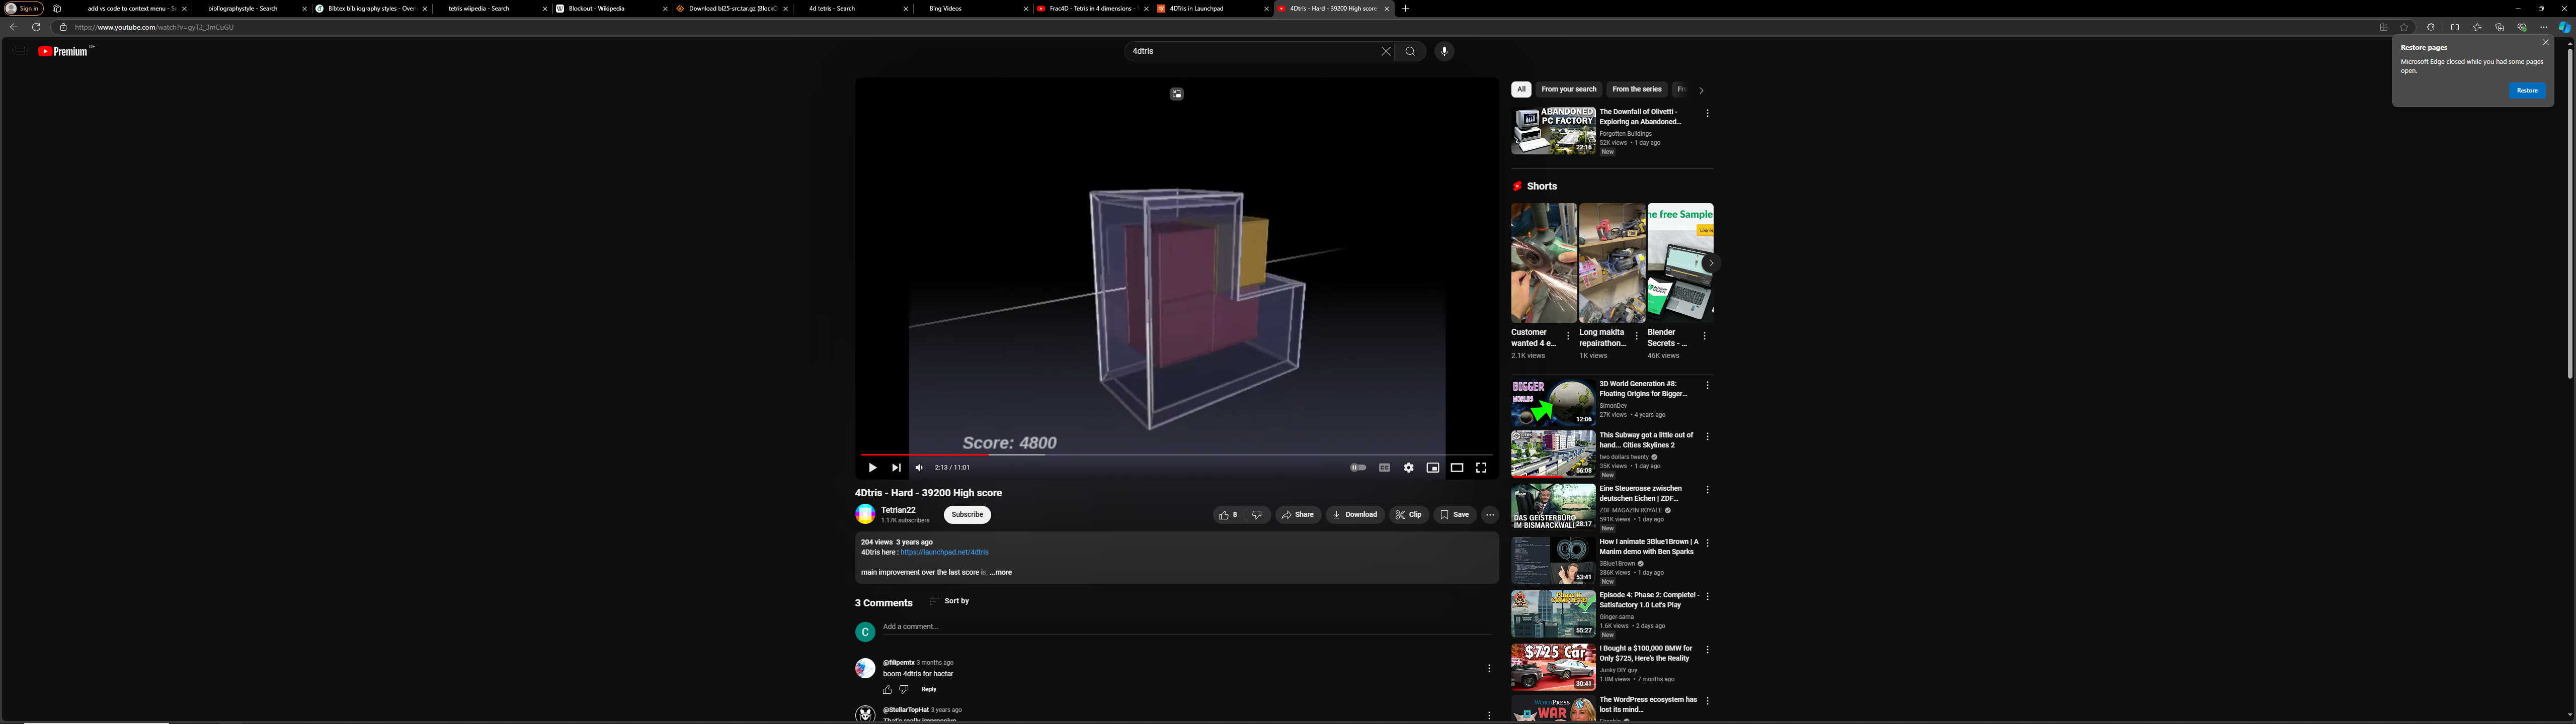 Sign in
add vs code to context menu - Se
bibliographystyle - Search
Bibtex bibliography styles - Over
tetris wiipedia - Search
Blockout - Wikipedia
Download bl25-src.tar.gz (BlockO
4d tetris - Search
Bing Videos
Frac4D - Tetris in 4 dimensions -
4DTris in Launchpad
4Dtris - Hard - 39200 High score
https://www.youtube.com/watch?v=gyT2_3mCuGU
Premium DE
4dtris
Restore pages
Microsoft Edge closed while you had some pages
open.
Restore
Score: 4800
2:13 / 11:01
4Dtris - Hard - 39200 High score
Tetrian22
1.17K subscribers
Subscribe
8
Share
Download
Clip
Save
204 views 3 years ago
4Dtris here : https://launchpad.net/4dtris
main improvement over the last score is ...more
3 Comments
Sort by
C
Add a comment...
@filipemtx 3 months ago
boom 4dtris for hactar
Reply
@StellarTopHat 3 years ago
That's really impressive
All
From your search
From the series
ABANDONED
PC FACTORY
22:16
The Downfall of Olivetti -
Exploring an Abandoned...
Forgotten Buildings
52K views • 1 day ago
New
Shorts
ne free Sample
Customer
wanted 4 e...
2.1K views
Long makita
repairathon...
1K views
Blender
Secrets - ...
46K views
BIGGER
WORLDS
12:06
3D World Generation #8:
Floating Origins for Bigger...
SimonDev
27K views • 4 years ago
56:08
This Subway got a little out of
hand... Cities Skylines 2
two dollars twenty
35K views • 1 day ago
New
DAS GEISTERBÜRO
IM BISMARCKWALD
28:17
Eine Steueroase zwischen
deutschen Eichen | ZDF...
ZDF MAGAZIN ROYALE
591K views • 1 day ago
New
53:41
How I animate 3Blue1Brown | A
Manim demo with Ben Sparks
3Blue1Brown
386K views • 1 day ago
New
55:27
Episode 4: Phase 2: Complete! -
Satisfactory 1.0 Let's Play
Ginger-sama
1.6K views • 2 days ago
New
$725 Car
30:41
I Bought a $100,000 BMW for
Only $725, Here's the Reality
Junky DIY guy
1.8M views • 7 months ago
WORDPRESS
WAR
The WordPress ecosystem has
lost its mind...